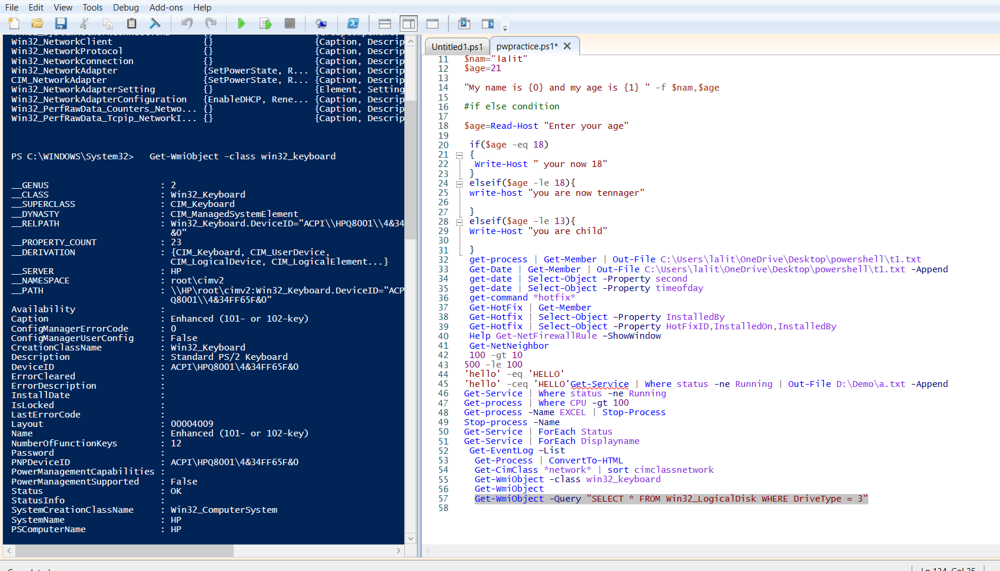 File Edit View Tools Debug Add-ons Help
Win32_NetworkClient {} {Caption, Descrip
Win32_NetworkProtocol {} {Caption, Descrip
Win32_NetworkConnection {} {Caption, Descrip
Win32_NetworkAdapter {SetPowerState, R... {Caption, Descrip
CIM_NetworkAdapter {SetPowerState, R... {Caption, Descrip
Win32_NetworkAdapterSetting {} {Element, Setting
Win32_NetworkAdapterConfiguration {EnableDHCP, Rene... {Caption, Descrip
Win32_PerfRawData_Counters_Netwo... {} {Caption, Descrip
Win32_PerfRawData_Tcpip_NetworkI... {} {Caption, Descrip
PS C:\WINDOWS\System32> Get-WmiObject -class win32_keyboard
__GENUS : 2
__CLASS : Win32_Keyboard
__SUPERCLASS : CIM_Keyboard
__DYNASTY : CIM_ManagedSystemElement
__RELPATH : Win32_Keyboard.DeviceID="ACPI\\HPQ8001\\4&34
&0"
__PROPERTY_COUNT : 23
__DERIVATION : {CIM_Keyboard, CIM_UserDevice,
CIM_LogicalDevice, CIM_LogicalElement...}
__SERVER : HP
__NAMESPACE : root\cimv2
__PATH : \\HP\root\cimv2:Win32_Keyboard.DeviceID="ACP
Q8001\\4&34FF65F&0"
Availability :
Caption : Enhanced (101- or 102-key)
ConfigManagerErrorCode : 0
ConfigManagerUserConfig : False
CreationClassName : Win32_Keyboard
Description : Standard PS/2 Keyboard
DeviceID : ACPI\HPQ8001\4&34FF65F&0
ErrorCleared :
ErrorDescription :
InstallDate :
IsLocked :
LastErrorCode :
Layout : 00004009
Name : Enhanced (101- or 102-key)
NumberOfFunctionKeys : 12
Password :
PNPDeviceID : ACPI\HPQ8001\4&34FF65F&0
PowerManagementCapabilities :
PowerManagementSupported : False
Status : OK
StatusInfo :
SystemCreationClassName : Win32_ComputerSystem
SystemName : HP
PSComputerName : HP
Untitled1.ps1 pwpractice.ps1*
11 $nam="lalit"
12 $age=21
13
14 "My name is {0} and my age is {1} " -f $nam,$age
15
16 #if else condition
17
18 $age=Read-Host "Enter your age"
19
20 if($age -eq 18)
21 {
22 Write-Host " your now 18"
23 }
24 elseif($age -le 18){
25 write-host "you are now tennager"
26
27 }
28 elseif($age -le 13){
29 Write-Host "you are child"
30
31 }
32 get-process | Get-Member | Out-File C:\Users\lalit\OneDrive\Desktop\powershell\t1.txt
33 Get-Date | Get-Member | Out-File C:\Users\lalit\OneDrive\Desktop\powershell\t1.txt -Append
34 get-date | Select-Object -Property second
35 get-date | Select-Object -Property timeofday
36 get-command *hotfix*
37 Get-HotFix | Get-Member
38 Get-Hotfix | Select-Object -Property InstalledBy
39 Get-Hotfix | Select-Object -Property HotFixID,InstalledOn,InstalledBy
40 Help Get-NetFirewallRule -ShowWindow
41 Get-NetNeighbor
42 100 -gt 10
43 500 -le 100
44 'hello' -eq 'HELLO'
45 'hello' -ceq 'HELLO'Get-Service | Where status -ne Running | Out-File D:\Demo\a.txt -Append
46 Get-Service | Where status -ne Running
47 Get-process | Where CPU -gt 100
48 Get-process -Name EXCEL | Stop-Process
49 Stop-process -Name
50 Get-Service | ForEach Status
51 Get-Service | ForEach Displayname
52 Get-EventLog -List
53 Get-Process | ConvertTo-HTML
54 Get-CimClass *network* | sort cimclassnetwork
55 Get-WmiObject -class win32_keyboard
56 Get-WmiObject
57 Get-WmiObject -Query "SELECT * FROM Win32_LogicalDisk WHERE DriveType = 3"
58